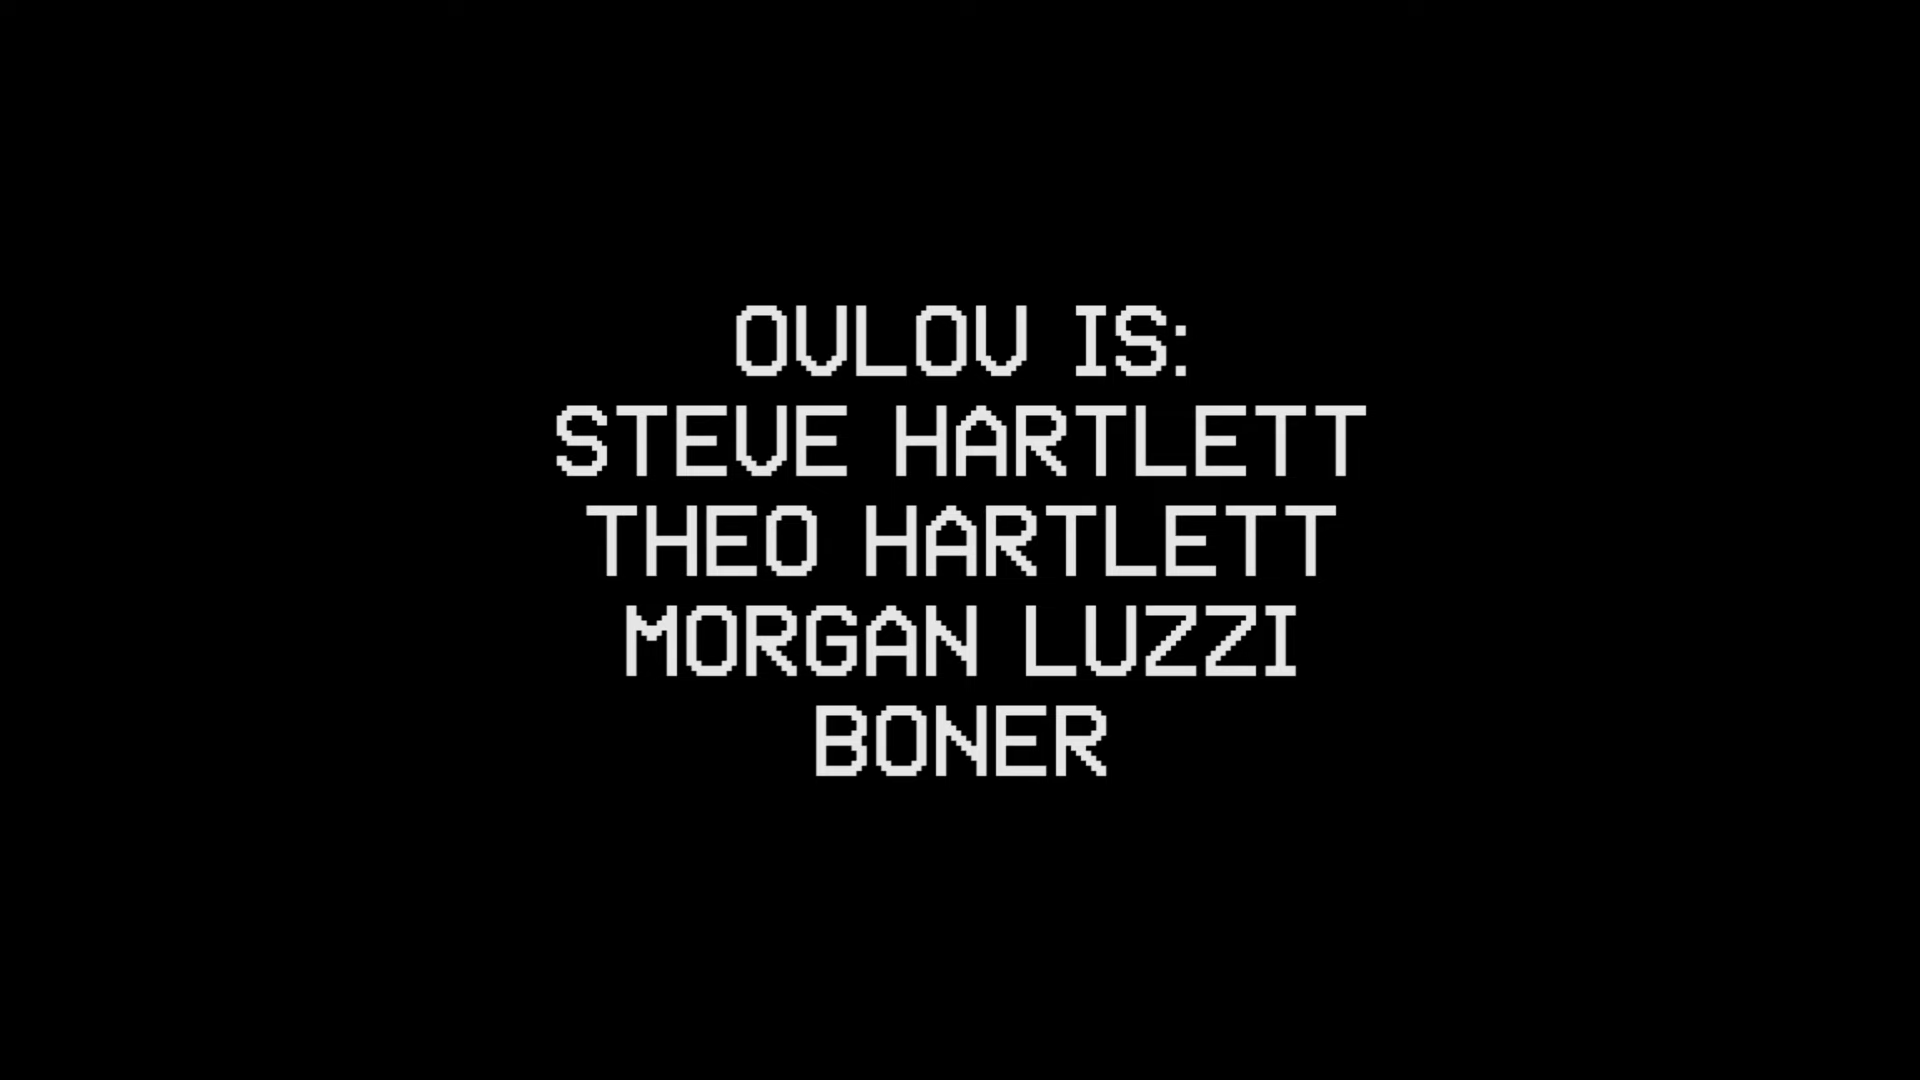 OVLOV IS:
STEVE HARTLETT
THEO HARTLETT
MORGAN LUZZI
BONER